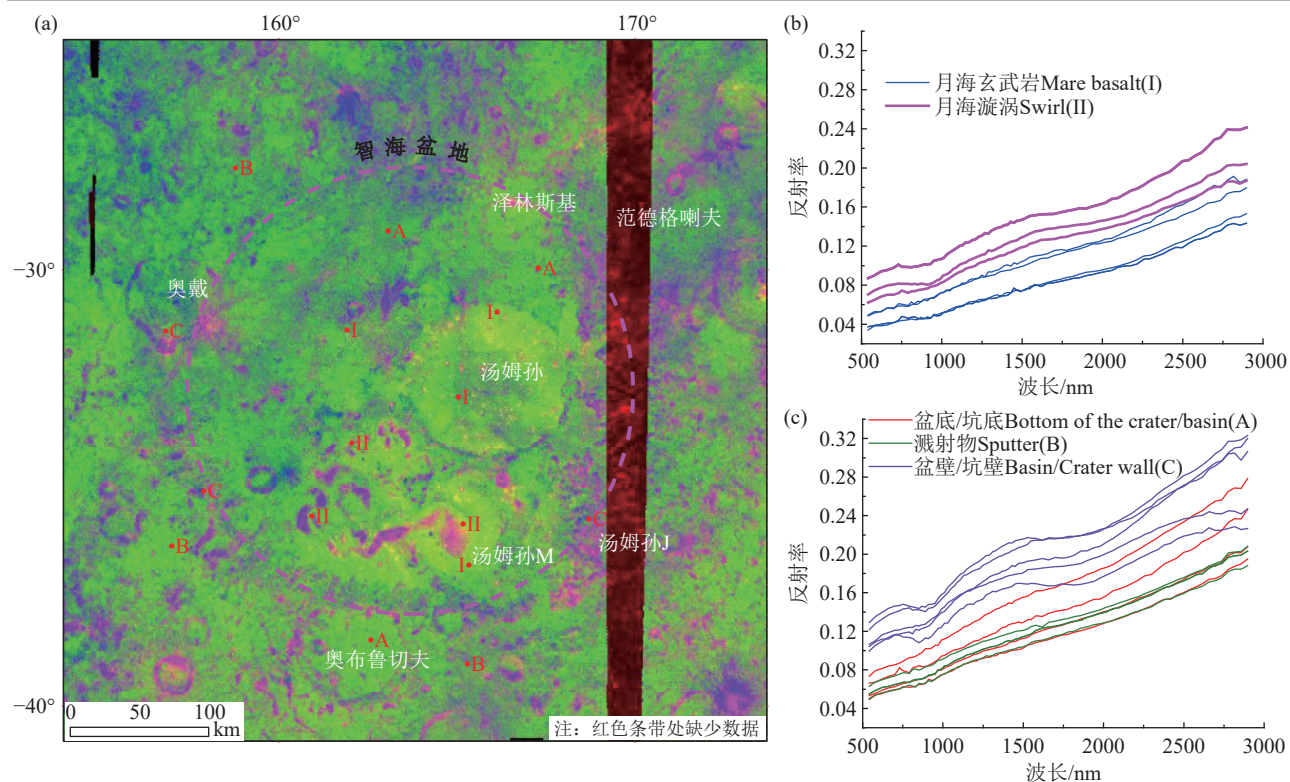 (a)
160°
170°
智海盆地
B
泽林斯基
范德格喇夫
A
A
−30°
奥戴
C
I
I
汤姆孙
I
II
C
II
II
C
B
汤姆孙J
汤姆孙M
I
A
奥布鲁切夫
B
−40°
0 50 100
km
注：红色条带处缺少数据
(b)
0.32
0.28
0.24
0.20
0.16
0.12
0.08
0.04
反射率
月海玄武岩Mare basalt(I)
月海漩涡Swirl(II)
500 1000 1500 2000 2500 3000
波长/nm
(c)
0.32
0.28
0.24
0.20
0.16
0.12
0.08
0.04
反射率
盆底/坑底Bottom of the crater/basin(A)
溅射物Sputter(B)
盆壁/坑壁Basin/Crater wall(C)
500 1000 1500 2000 2500 3000
波长/nm